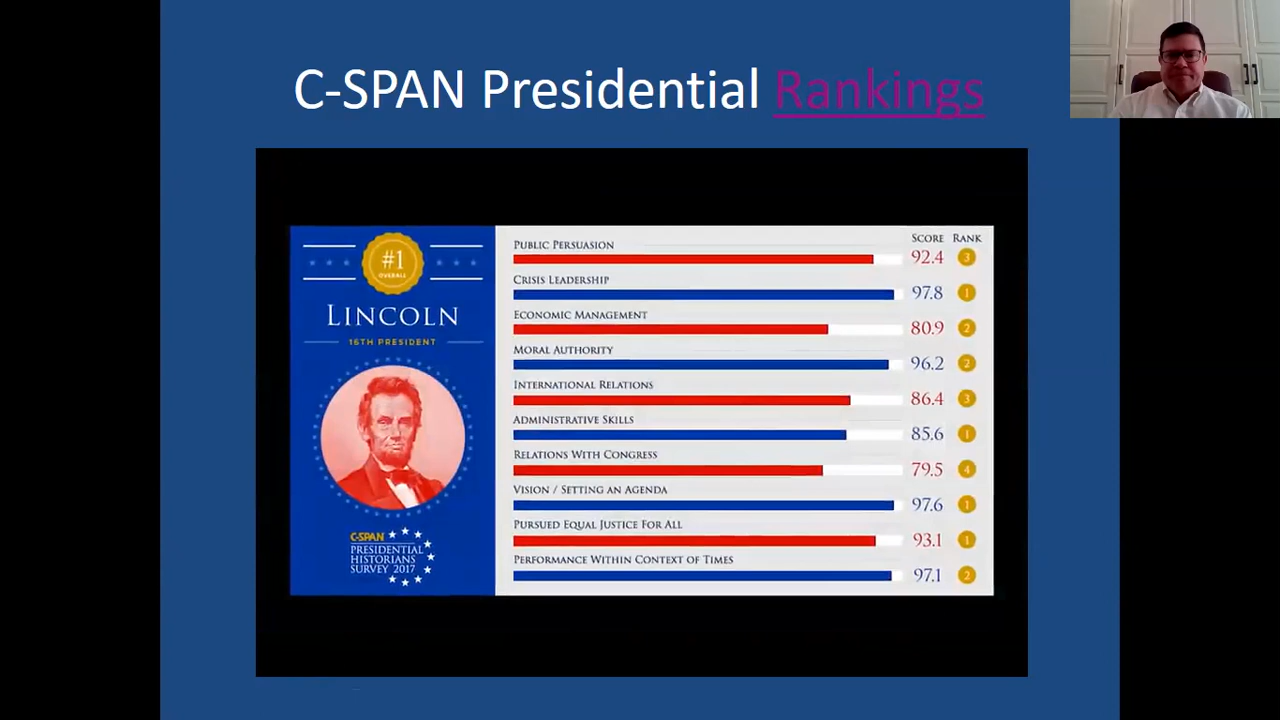 C-SPAN Presidential Rankings
#1
OVERALL
LINCOLN
16TH PRESIDENT
C-SPAN
PRESIDENTIAL
HISTORIANS
SURVEY 2017
SCORE RANK
PUBLIC PERSUASION 92.4 3
CRISIS LEADERSHIP 97.8 1
ECONOMIC MANAGEMENT 80.9 2
MORAL AUTHORITY 96.2 2
INTERNATIONAL RELATIONS 86.4 3
ADMINISTRATIVE SKILLS 85.6 1
RELATIONS WITH CONGRESS 79.5 4
VISION / SETTING AN AGENDA 97.6 1
PURSUED EQUAL JUSTICE FOR ALL 93.1 1
PERFORMANCE WITHIN CONTEXT OF TIMES 97.1 2